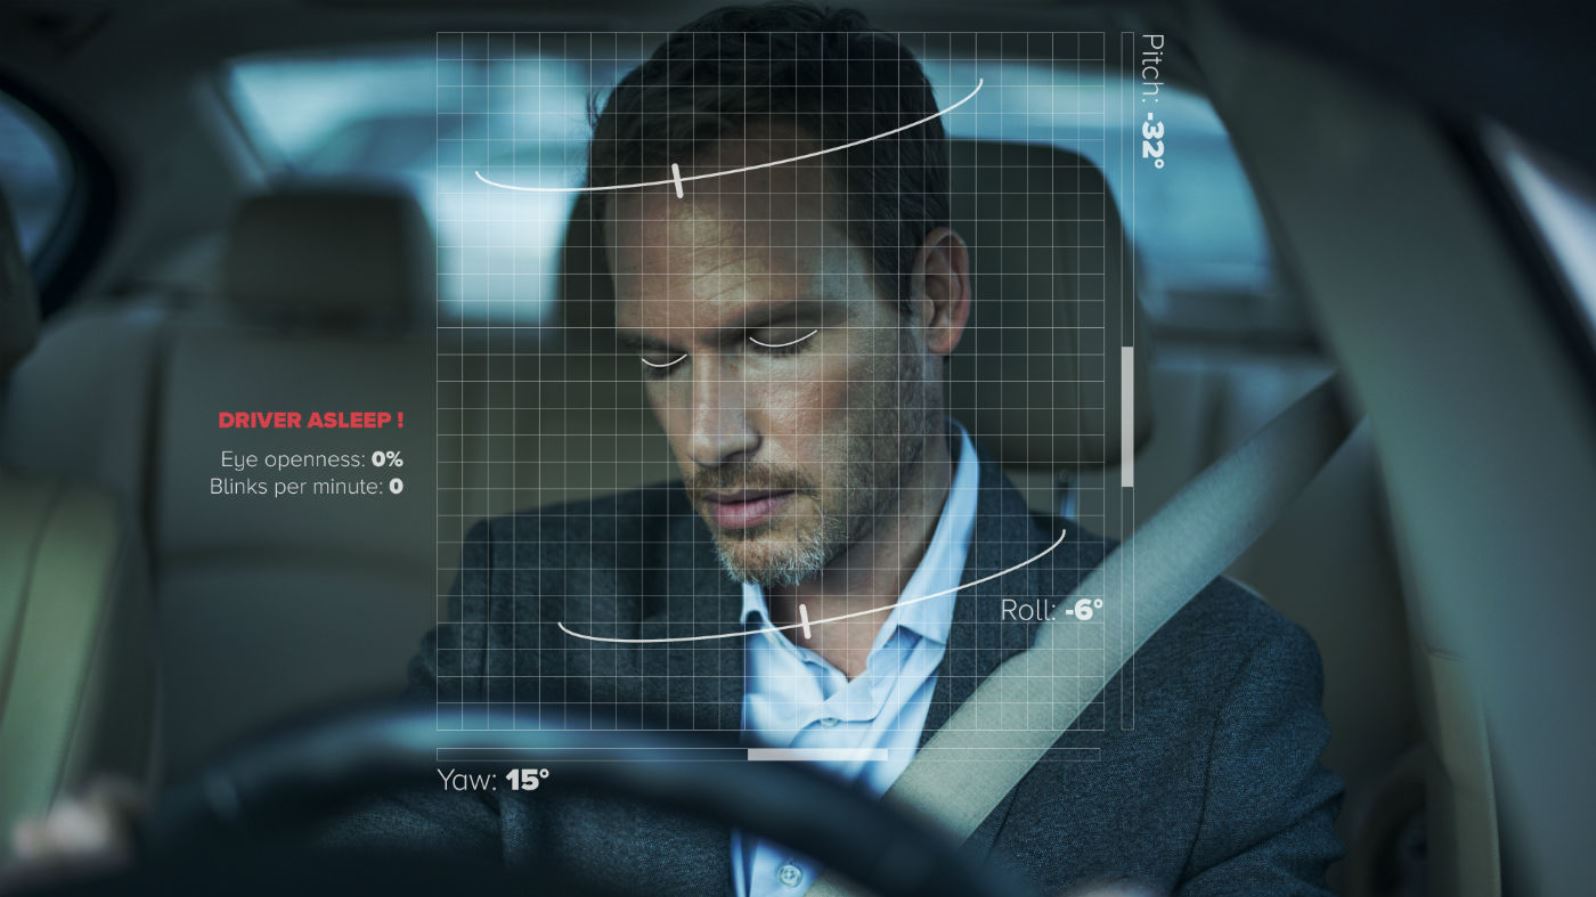 Pitch: -32°
DRIVER ASLEEP !
Eye openness: 0%
Blinks per minute: 0
Roll: -6°
Yaw: 15°